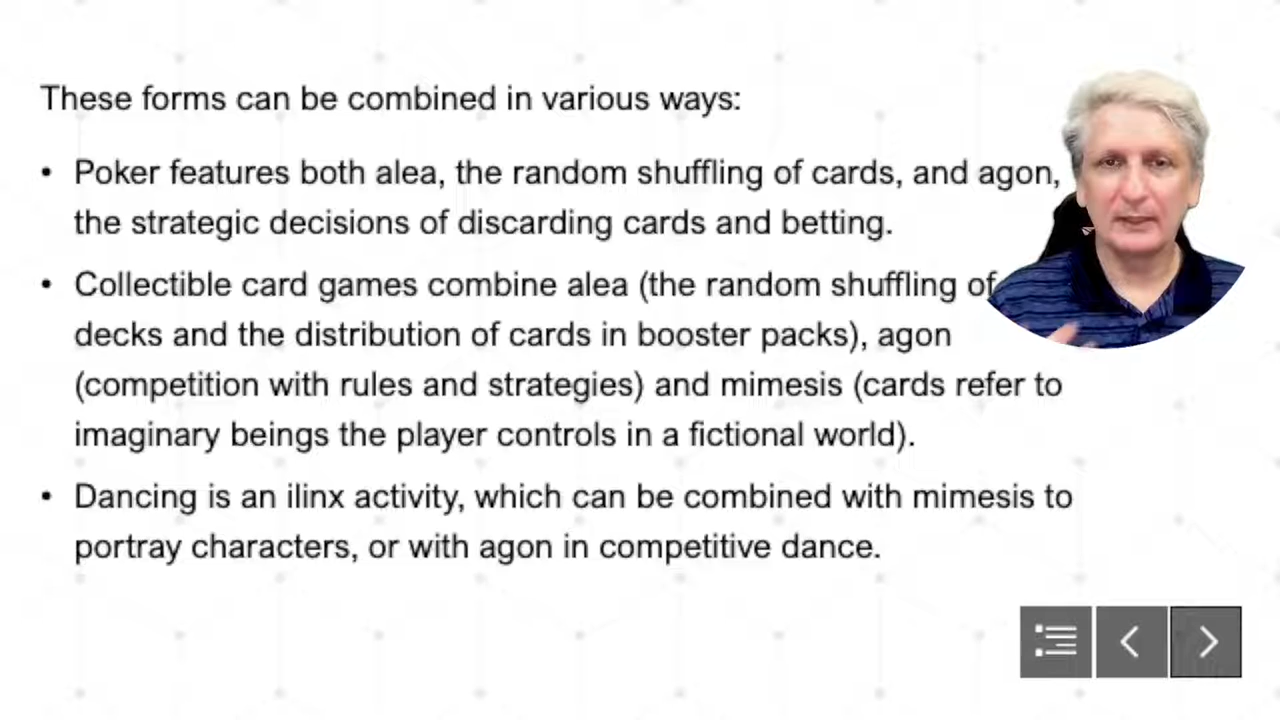 These forms can be combined in various ways:
• Poker features both alea, the random shuffling of cards, and agon,
the strategic decisions of discarding cards and betting.
• Collectible card games combine alea (the random shuffling of
decks and the distribution of cards in booster packs), agon
(competition with rules and strategies) and mimesis (cards refer to
imaginary beings the player controls in a fictional world).
• Dancing is an ilinx activity, which can be combined with mimesis to
portray characters, or with agon in competitive dance.